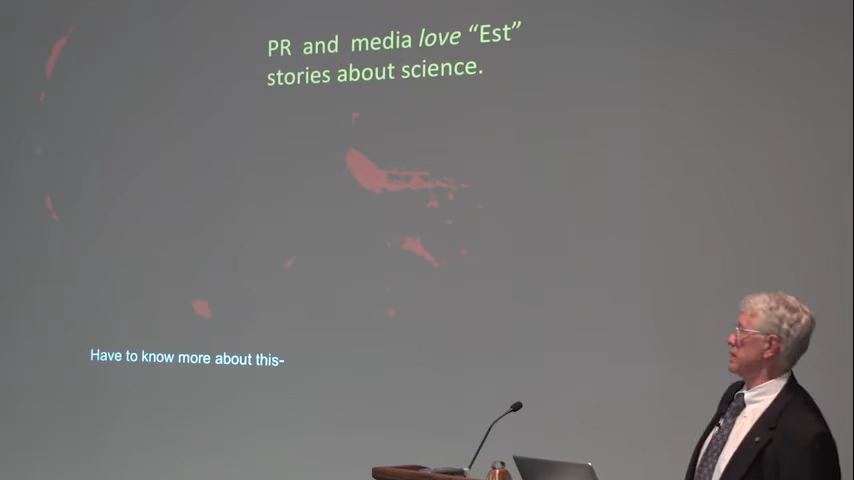 PR and media love “Est”
stories about science.
Have to know more about this-